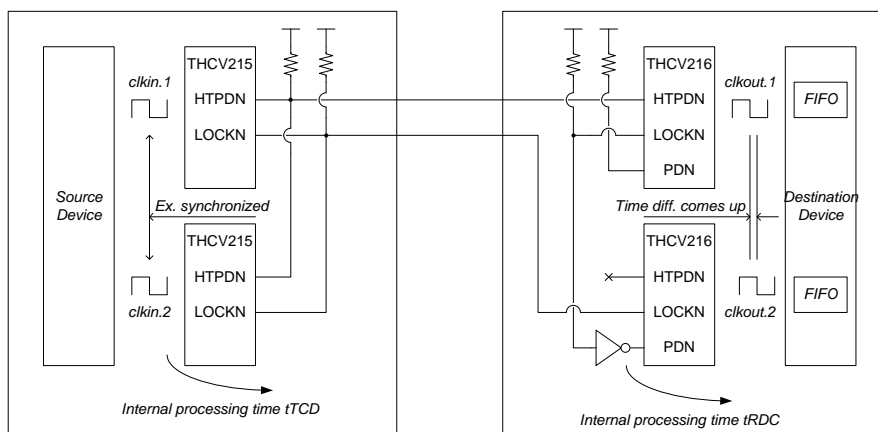 THCV215
clkin.1
HTPDN
LOCKN
Source
Device
Ex. synchronized
THCV215
HTPDN
clkin.2
LOCKN
Internal processing time tTCD
THCV216
clkout.1
HTPDN
FIFO
LOCKN
PDN
Time diff. comes up
Destination
Device
THCV216
HTPDN
clkout.2
FIFO
LOCKN
PDN
Internal processing time tRDC